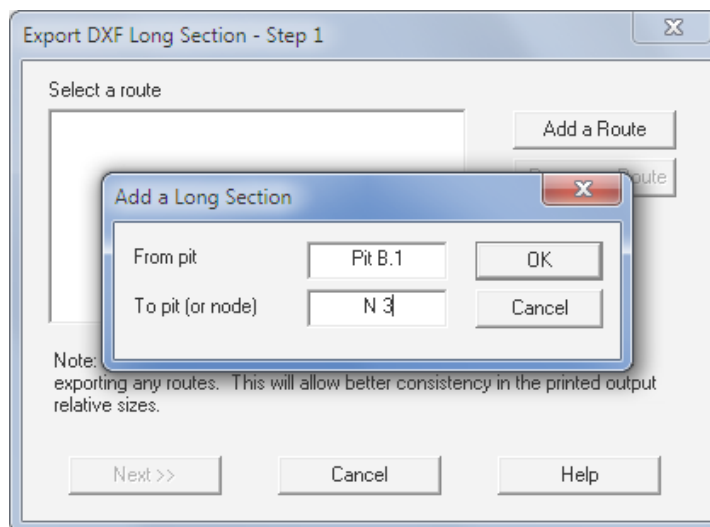 Export DXF Long Section - Step 1
Select a route
Add a Route
Route
Add a Long Section
From pit
Pit B.1
OK
To pit (or node)
N 3
Cancel
Note:
exporting any routes. This will allow better consistency in the printed output
relative sizes.
Next >>
Cancel
Help